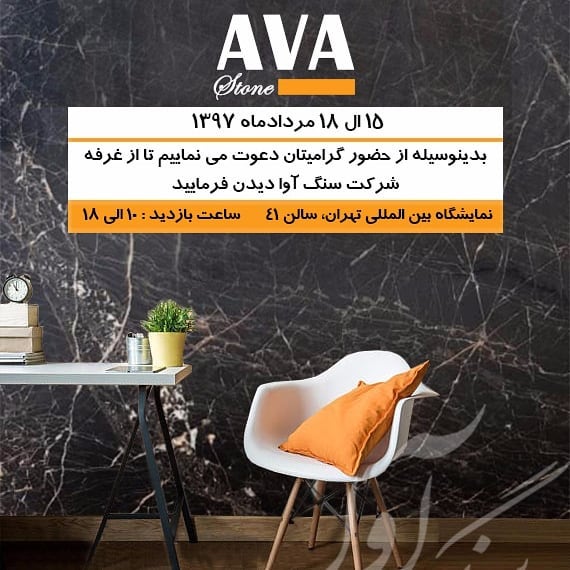 AVA
Stone
۱۵ ال ۱۸ مردادماه ۱۳۹۷
بدینوسیله از حضور گرامیتان دعوت می نماییم تا از غرفه
شرکت سنگ آوا دیدن فرمایید
نمایشگاه بین المللی تهران، سالن ۴۱ ساعت بازدید : ۱۰ الی ۱۸
آوا